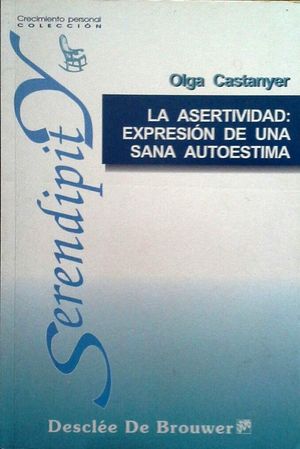 Crecimiento personal
COLECCIÓN
Serendipity
Olga Castanyer
LA ASERTIVIDAD:
EXPRESIÓN DE UNA
SANA AUTOESTIMA
Desclée De Brouwer